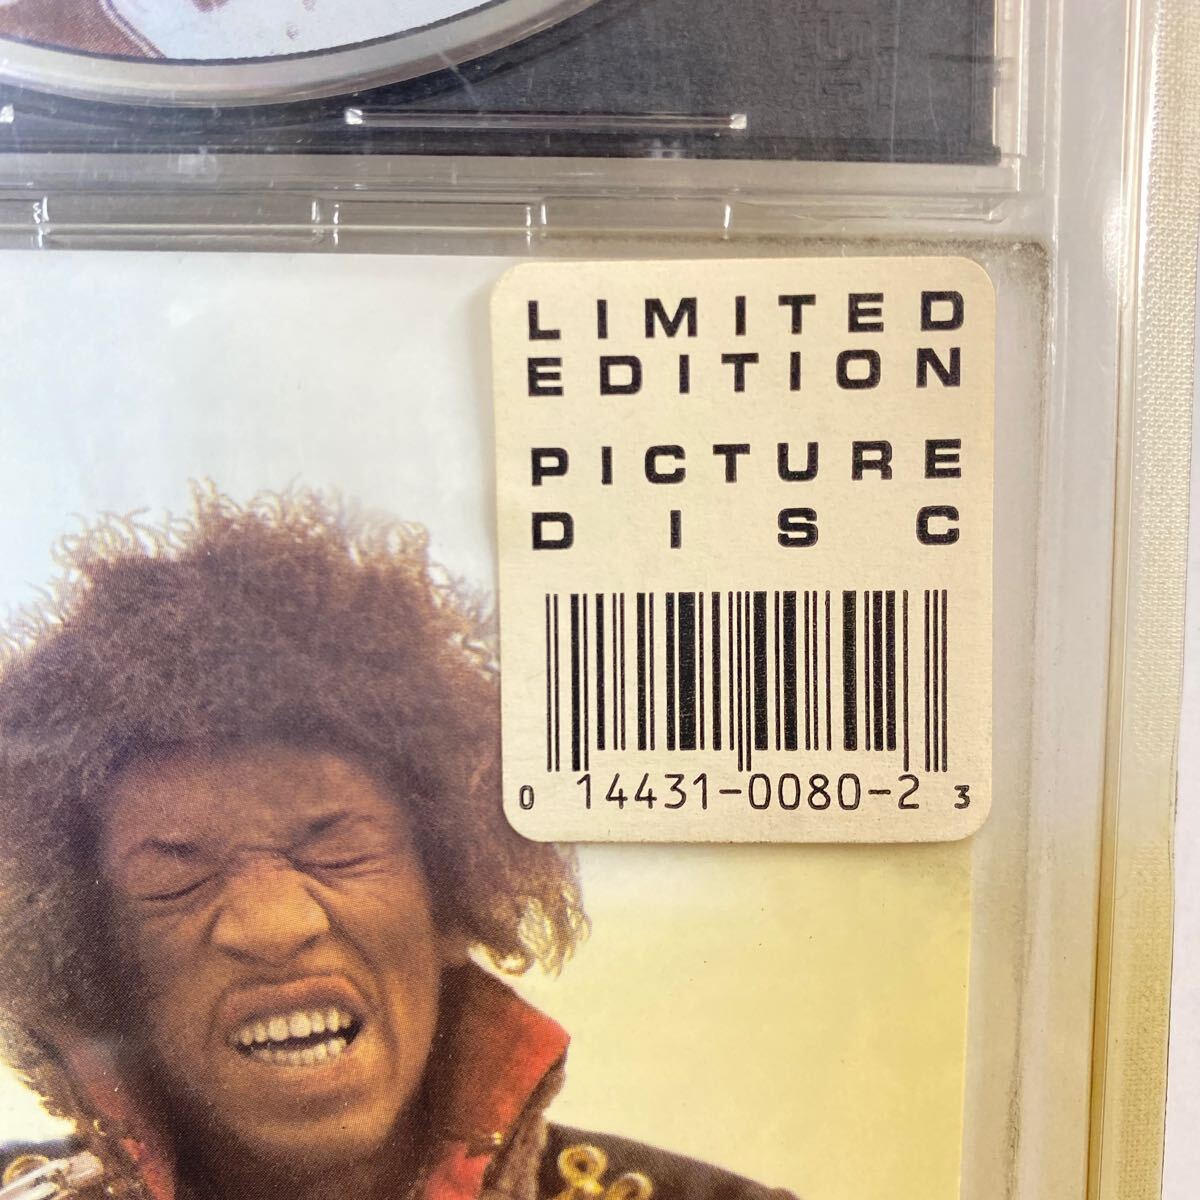 LIMITED
EDITION
PICTURE
DISC
0 14431-0080-2 3